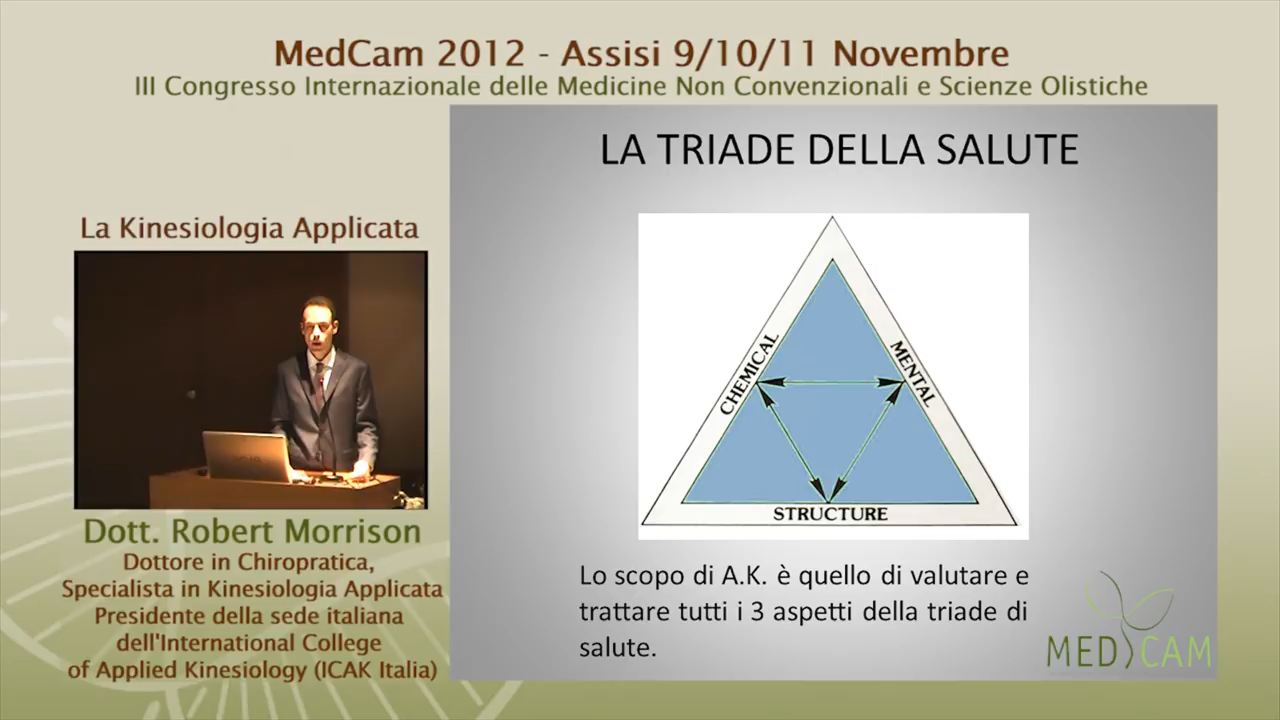 MedCam 2012 - Assisi 9/10/11 Novembre
III Congresso Internazionale delle Medicine Non Convenzionali e Scienze Olistiche
La Kinesiologia Applicata
Dott. Robert Morrison
Dottore in Chiropratica,
Specialista in Kinesiologia Applicata
Presidente della sede italiana
dell'International College
of Applied Kinesiology (ICAK Italia)
LA TRIADE DELLA SALUTE
CHEMICAL
MENTAL
STRUCTURE
Lo scopo di A.K. è quello di valutare e
trattare tutti i 3 aspetti della triade di
salute.
MED CAM